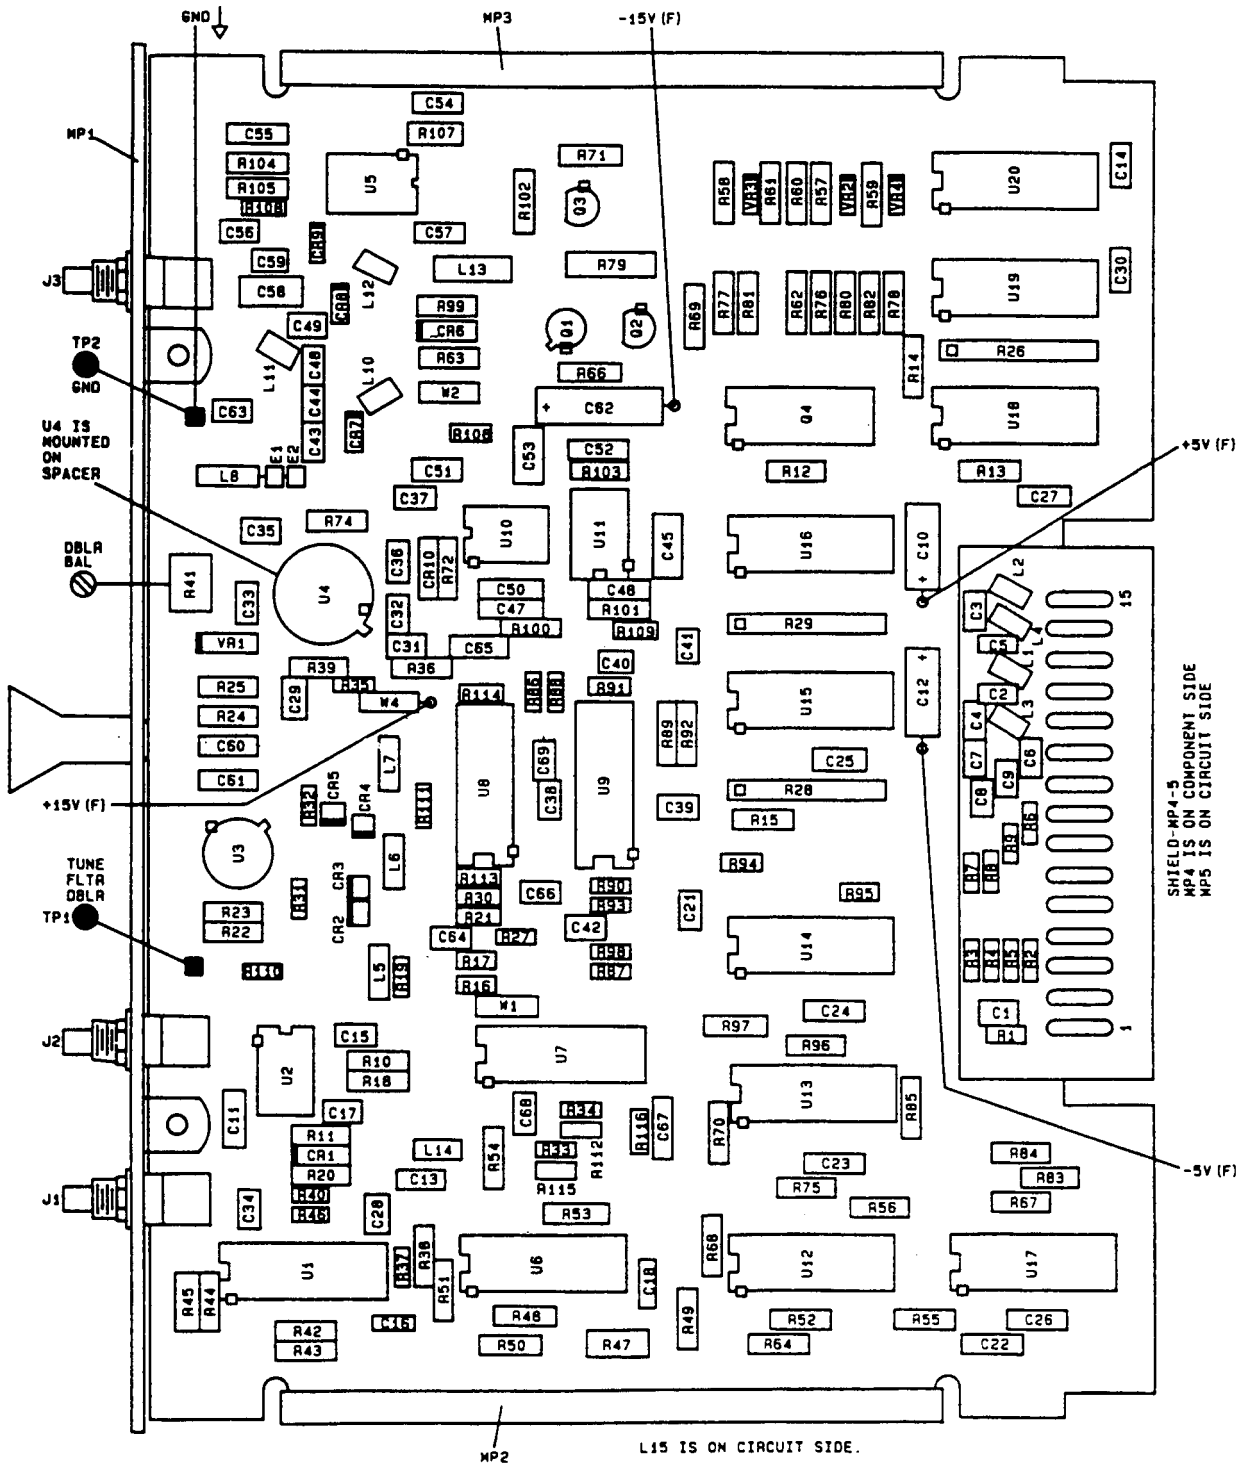 GND
MP3
-15V (F)
C54
C55
R107
MP1
R104
R71
U5
R105
R102
R58
VR3
R61
R60
R57
VR2
R59
VR4
U20
C14
R108
Q3
C56
CR9
C57
C59
L12
L13
R79
J3
C58
CR8
R77
R81
R62
R76
R80
R82
R78
U19
C30
R99
R69
C49
CR6
Q1
Q2
TP2
L11
C48
R63
R26
R14
GND
L10
R66
C44
W2
C63
+ C62
Q4
U18
U4 IS
MOUNTED
ON
SPACER
C43
CR7
R106
C53
C52
+5V (F)
E1
E2
L8
C51
R103
R12
R13
C37
C27
C35
R74
U10
U11
C45
U16
C10 +
DBLR
BAL
R41
U4
C36
CR10
R72
C50
C48
L2
15
C33
C32
C47
R101
C3
R29
L4
R100
R109
C5
VR1
C31
C65
C41
L1
R39
R36
C40
C12 +
R25
C29
R35
W4
R114
R86
R88
R91
U15
C2
L3
R24
R89
R92
C4
C60
L7
C69
C25
C7
C6
C61
U8
U9
C38
C9
+15V (F)
R32
CR5
CR4
R111
C39
R28
C8
R15
R6
U3
L6
R9
TUNE
FLTR
DBLR
CR3
R113
R94
R7
R8
R31
R30
C66
R90
R95
TP1
R23
R21
R93
C21
R22
CR2
C64
R27
C42
U14
R110
L5
R19
R17
R98
R3
R4
R5
R2
R16
R87
W1
C24
C1
R97
J2
C15
R1
1
U2
R10
U7
R96
R18
U13
R85
C11
C17
C68
R34
R116
C67
R70
R11
R33
R112
CR1
L14
R54
R84
C23
-5V (F)
R20
C13
R115
R83
J1
R40
R75
R67
C34
R46
C28
R53
R56
R68
U1
R37
R38
U6
C18
U12
U17
R45
R44
R51
R49
C16
R48
R52
R55
C26
R42
R43
R50
R47
R64
C22
SHIELD-MP4-5
MP4 IS ON COMPONENT SIDE
MP5 IS ON CIRCUIT SIDE
MP2
L15 IS ON CIRCUIT SIDE.